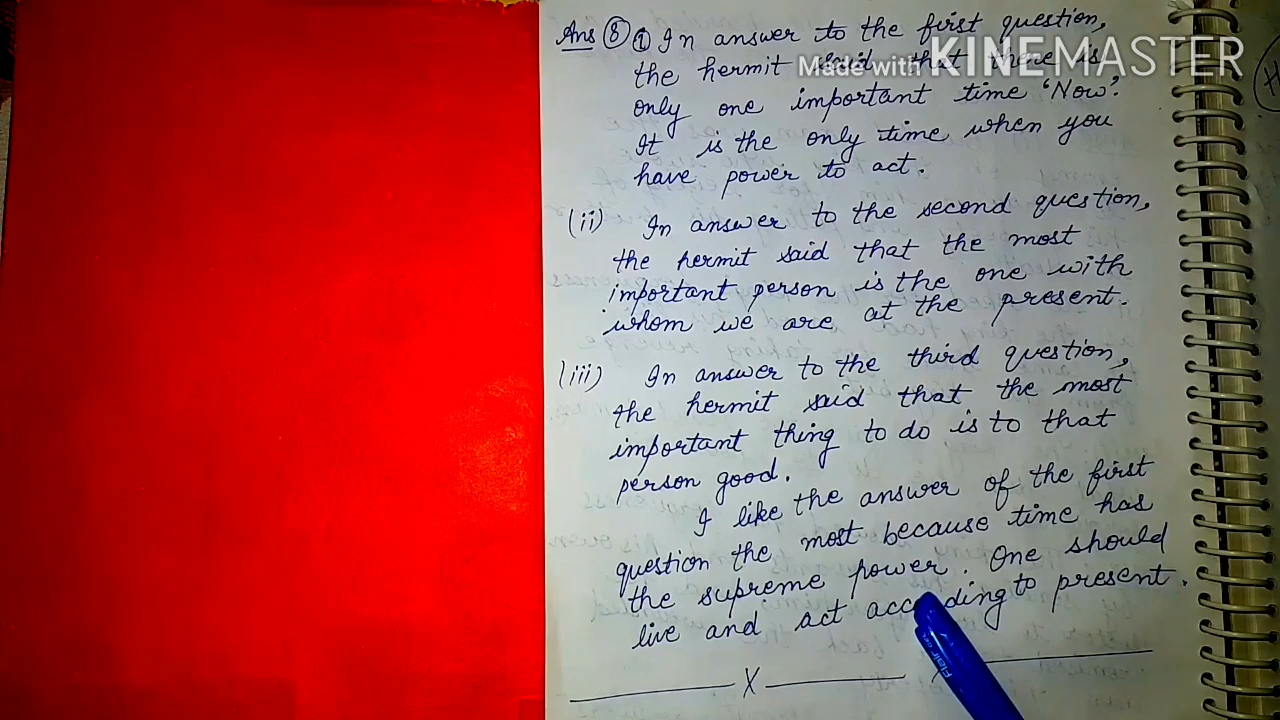 Ans 8 (i) In answer to the first question,
the hermit said that there is
Made with KINEMASTER
only one important time 'Now'.
It is the only time when you
have power to act.
(ii) In answer to the second question,
the hermit said that the most
important person is the one with
whom we are at the present.
(iii) In answer to the third question,
the hermit said that the most
important thing to do is to that
person good.
I like the answer of the first
question the most because time has
the supreme power. One should
live and act according to present.
X
Flair